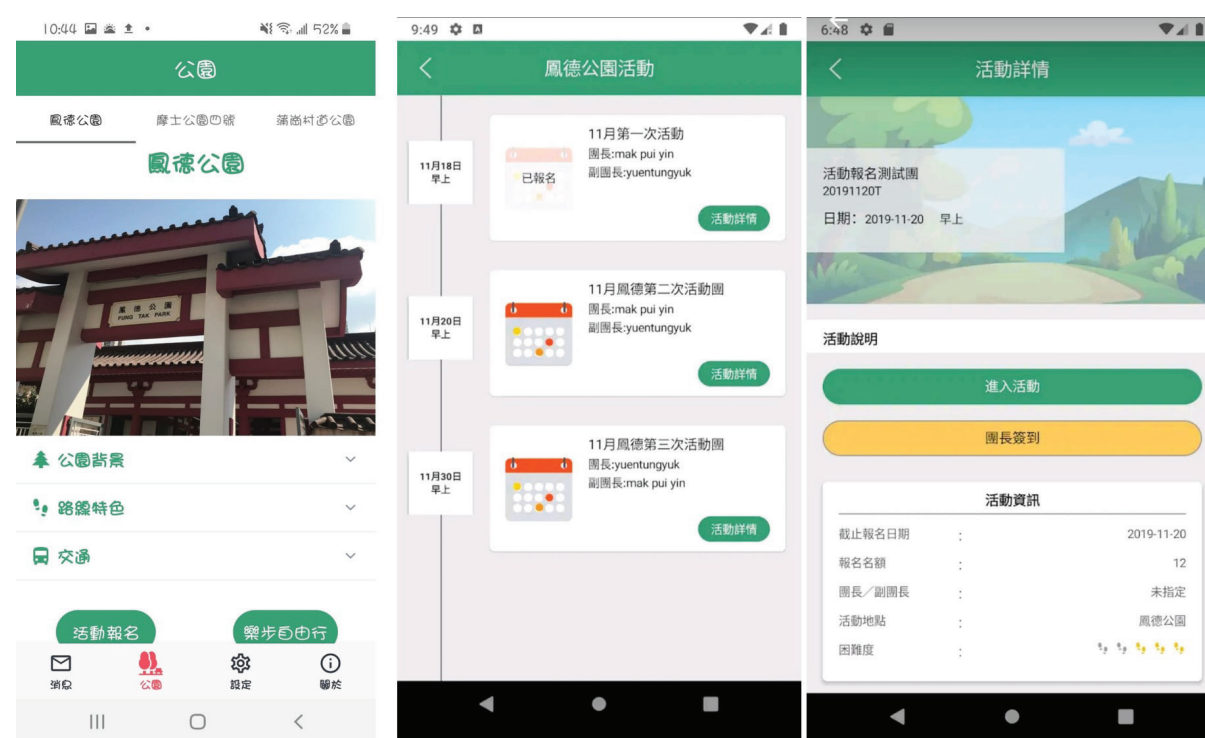 10:44
52%
公園
鳳德公園
摩士公園四號
蒲崗村道公園
鳳德公園
鳳德公園
FUNG TAK PARK
公園背景
路線特色
交通
活動報名
樂步自由行
消息
公園
設定
關於
9:49
鳳德公園活動
11月18日
早上
已報名
11月第一次活動
團長:mak pui yin
副團長:yuentungyuk
活動詳情
11月20日
早上
11月鳳德第二次活動團
團長:mak pui yin
副團長:yuentungyuk
活動詳情
11月30日
早上
11月鳳德第三次活動團
團長:yuentungyuk
副團長:mak pui yin
活動詳情
6:48
活動詳情
活動報名測試團
20191120T
日期：2019-11-20 早上
活動說明
進入活動
團長簽到
活動資訊
截止報名日期 : 2019-11-20
報名名額 : 12
團長／副團長 : 未指定
活動地點 : 鳳德公園
困難度 :